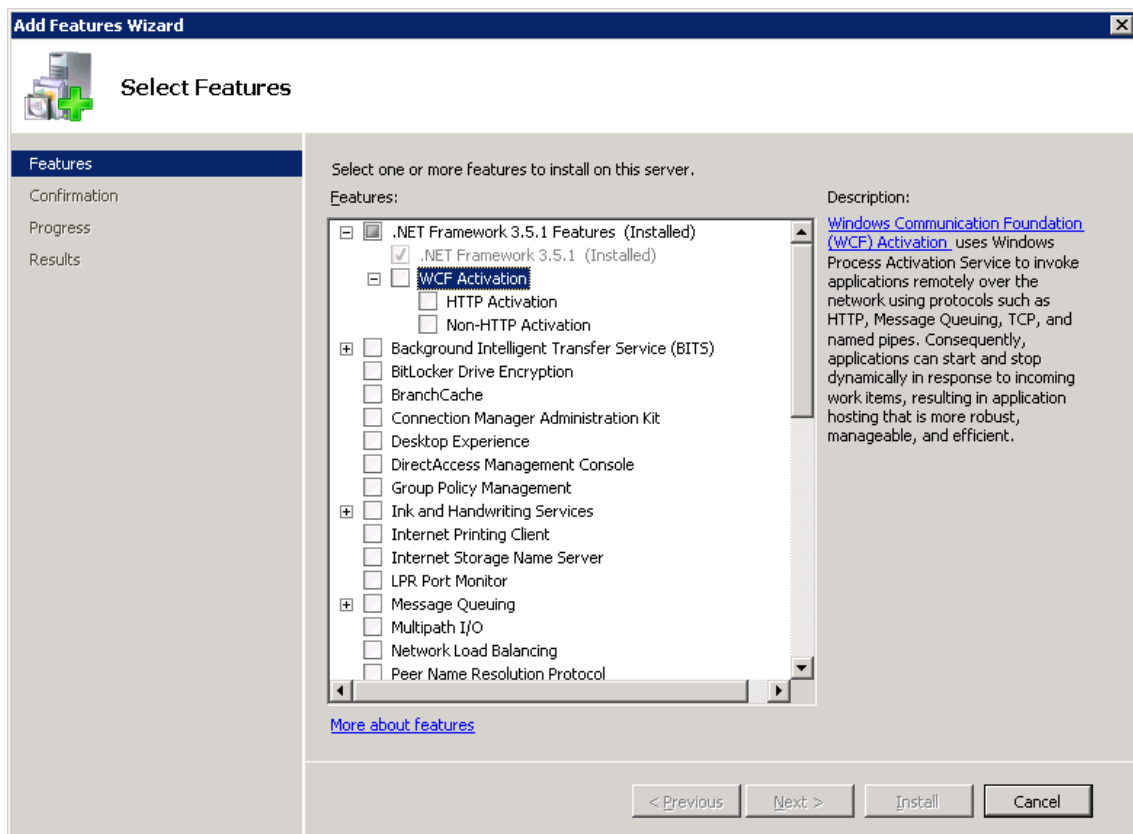 Add Features Wizard
Select Features
Features
Confirmation
Progress
Results
Select one or more features to install on this server.
Features:
.NET Framework 3.5.1 Features (Installed)
.NET Framework 3.5.1 (Installed)
WCF Activation
HTTP Activation
Non-HTTP Activation
Background Intelligent Transfer Service (BITS)
BitLocker Drive Encryption
BranchCache
Connection Manager Administration Kit
Desktop Experience
DirectAccess Management Console
Group Policy Management
Ink and Handwriting Services
Internet Printing Client
Internet Storage Name Server
LPR Port Monitor
Message Queuing
Multipath I/O
Network Load Balancing
Peer Name Resolution Protocol
More about features
Description:
Windows Communication Foundation
(WCF) Activation uses Windows
Process Activation Service to invoke
applications remotely over the
network using protocols such as
HTTP, Message Queuing, TCP, and
named pipes. Consequently,
applications can start and stop
dynamically in response to incoming
work items, resulting in application
hosting that is more robust,
manageable, and efficient.
< Previous
Next >
Install
Cancel